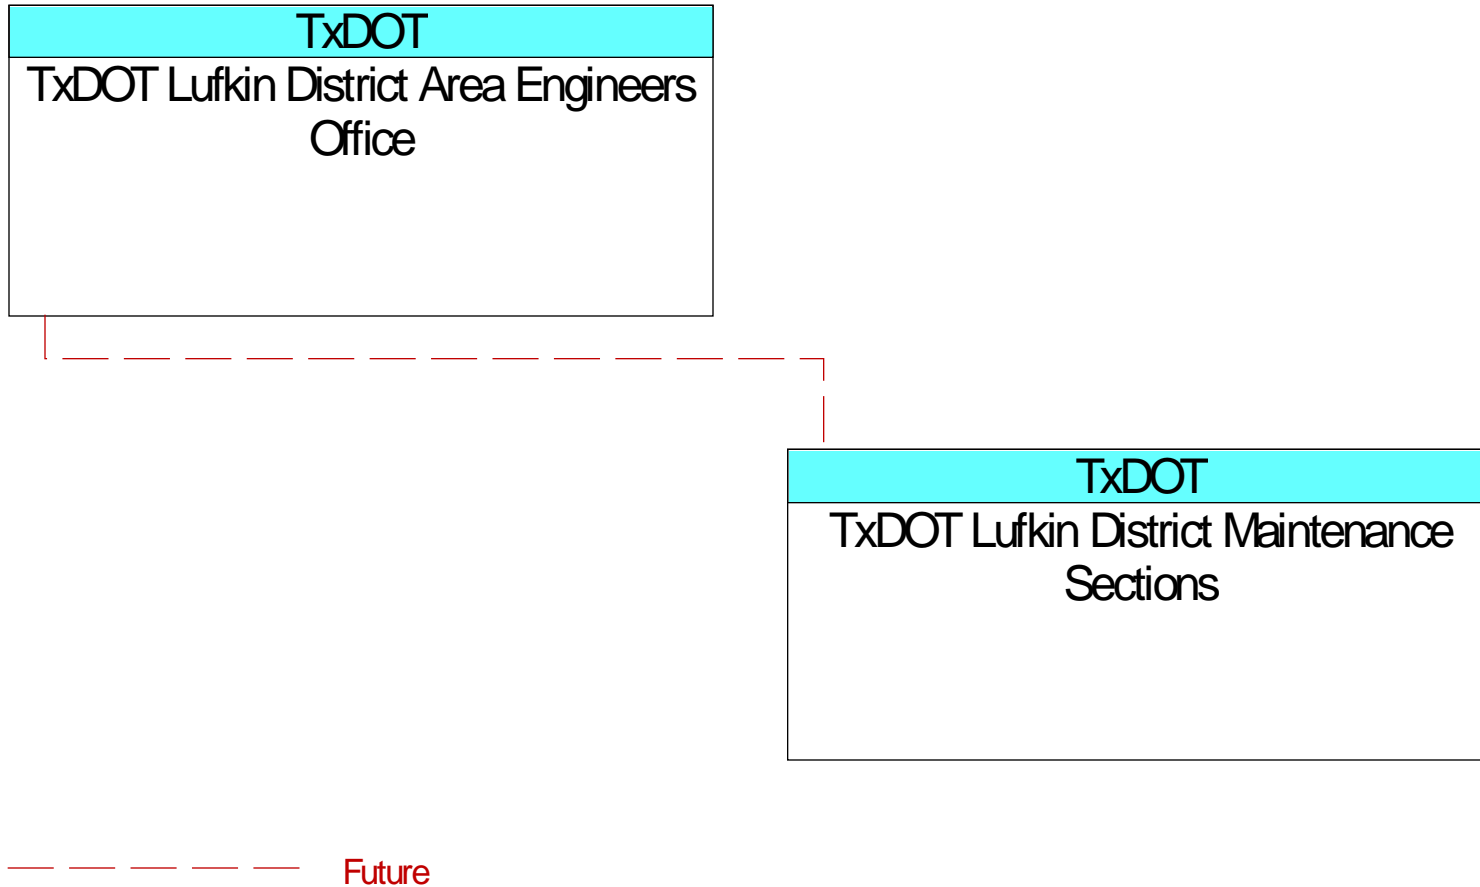 TxDOT
TxDOT Lufkin District Area Engineers
Office
TxDOT
TxDOT Lufkin District Maintenance
Sections
Future